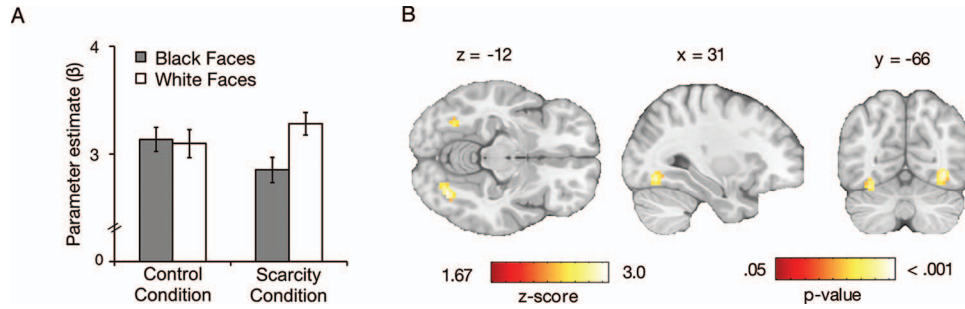 A
4
3
0
Parameter estimate (β)
Black Faces
White Faces
Control
Condition
Scarcity
Condition
B
z = -12
x = 31
y = -66
1.67
3.0
z-score
.05
< .001
p-value